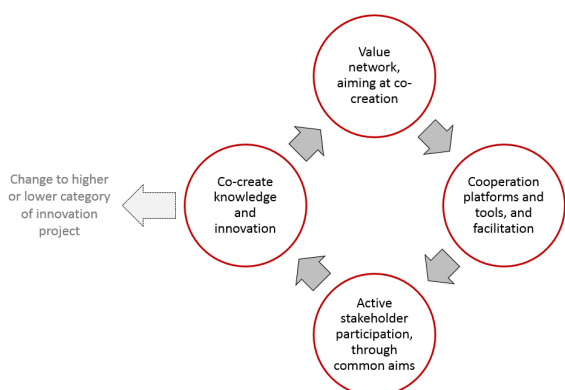 Value
network,
aiming at co-
creation
Cooperation
platforms and
tools, and
facilitation
Active
stakeholder
participation,
through
common aims
Co-create
knowledge
and
innovation
Change to higher
or lower category
of innovation
project